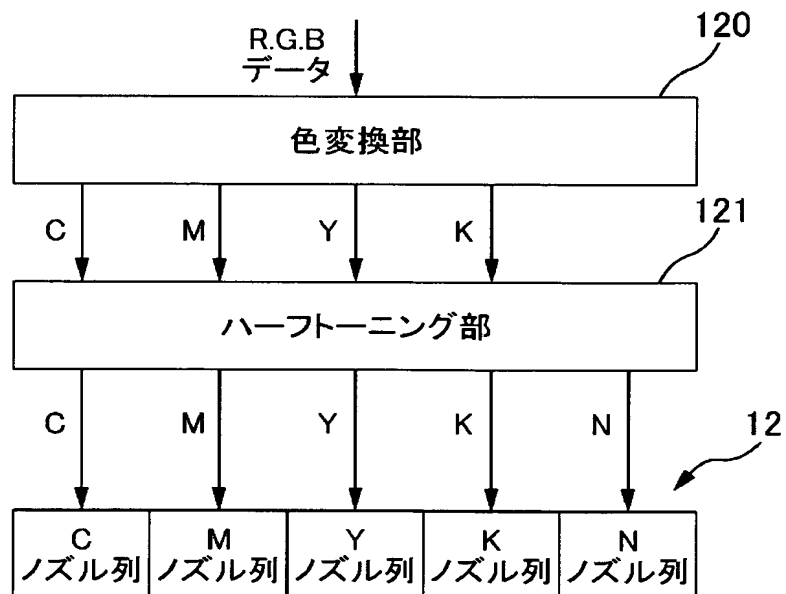 R.G.B
データ
120
色変換部
C M Y K
121
ハーフトーニング部
C M Y K N
12
C M Y K N
ノズル列 ノズル列 ノズル列 ノズル列 ノズル列